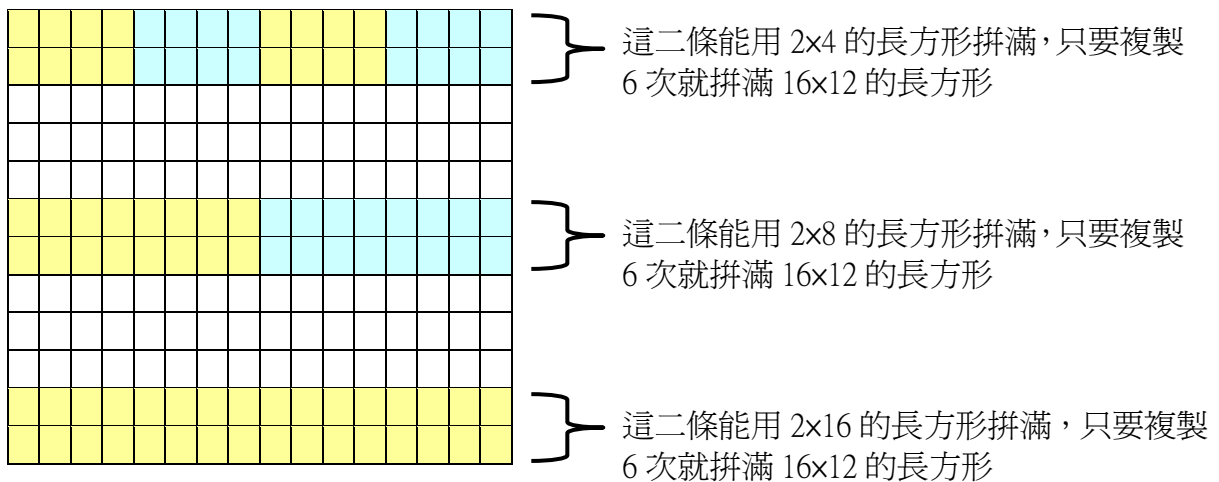 這二條能用 2×4 的長方形拼滿，只要複製
6 次就拼滿 16×12 的長方形
這二條能用 2×8 的長方形拼滿，只要複製
6 次就拼滿 16×12 的長方形
這二條能用 2×16 的長方形拼滿，只要複製
6 次就拼滿 16×12 的長方形